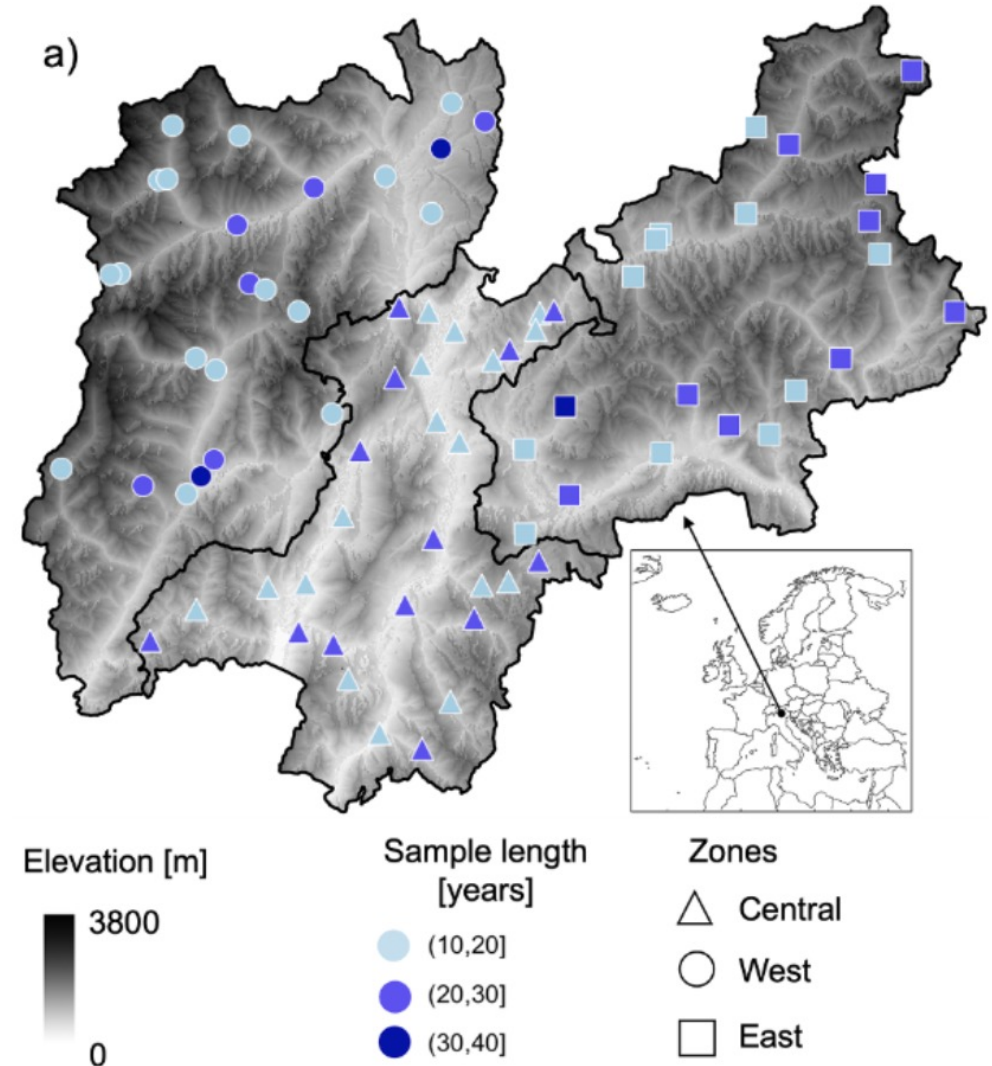 a)
Elevation [m]
3800
0
Sample length
[years]
(10,20]
(20,30]
(30,40]
Zones
Central
West
East